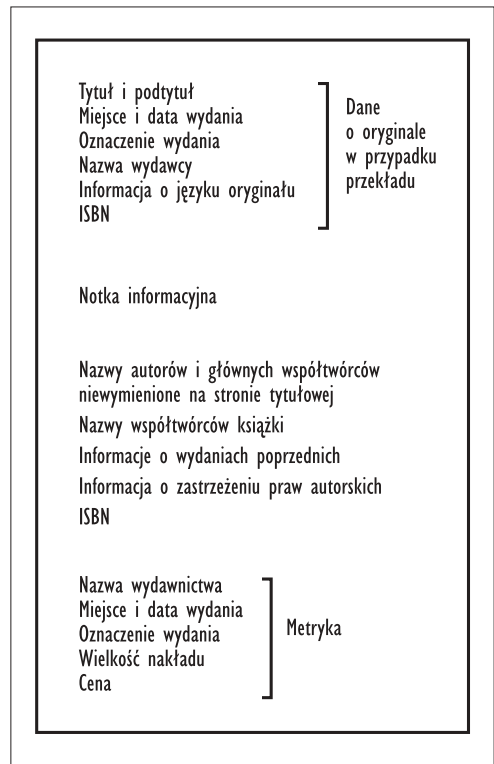 Tytuł i podtytuł
Miejsce i data wydania
Oznaczenie wydania
Nazwa wydawcy
Informacja o języku oryginału
ISBN
Dane
o oryginale
w przypadku
przekładu
Notka informacyjna
Nazwy autorów i głównych współtwórców
niewymienione na stronie tytułowej
Nazwy współtwórców książki
Informacje o wydaniach poprzednich
Informacja o zastrzeżeniu praw autorskich
ISBN
Nazwa wydawnictwa
Miejsce i data wydania
Oznaczenie wydania
Wielkość nakładu
Cena
Metryka